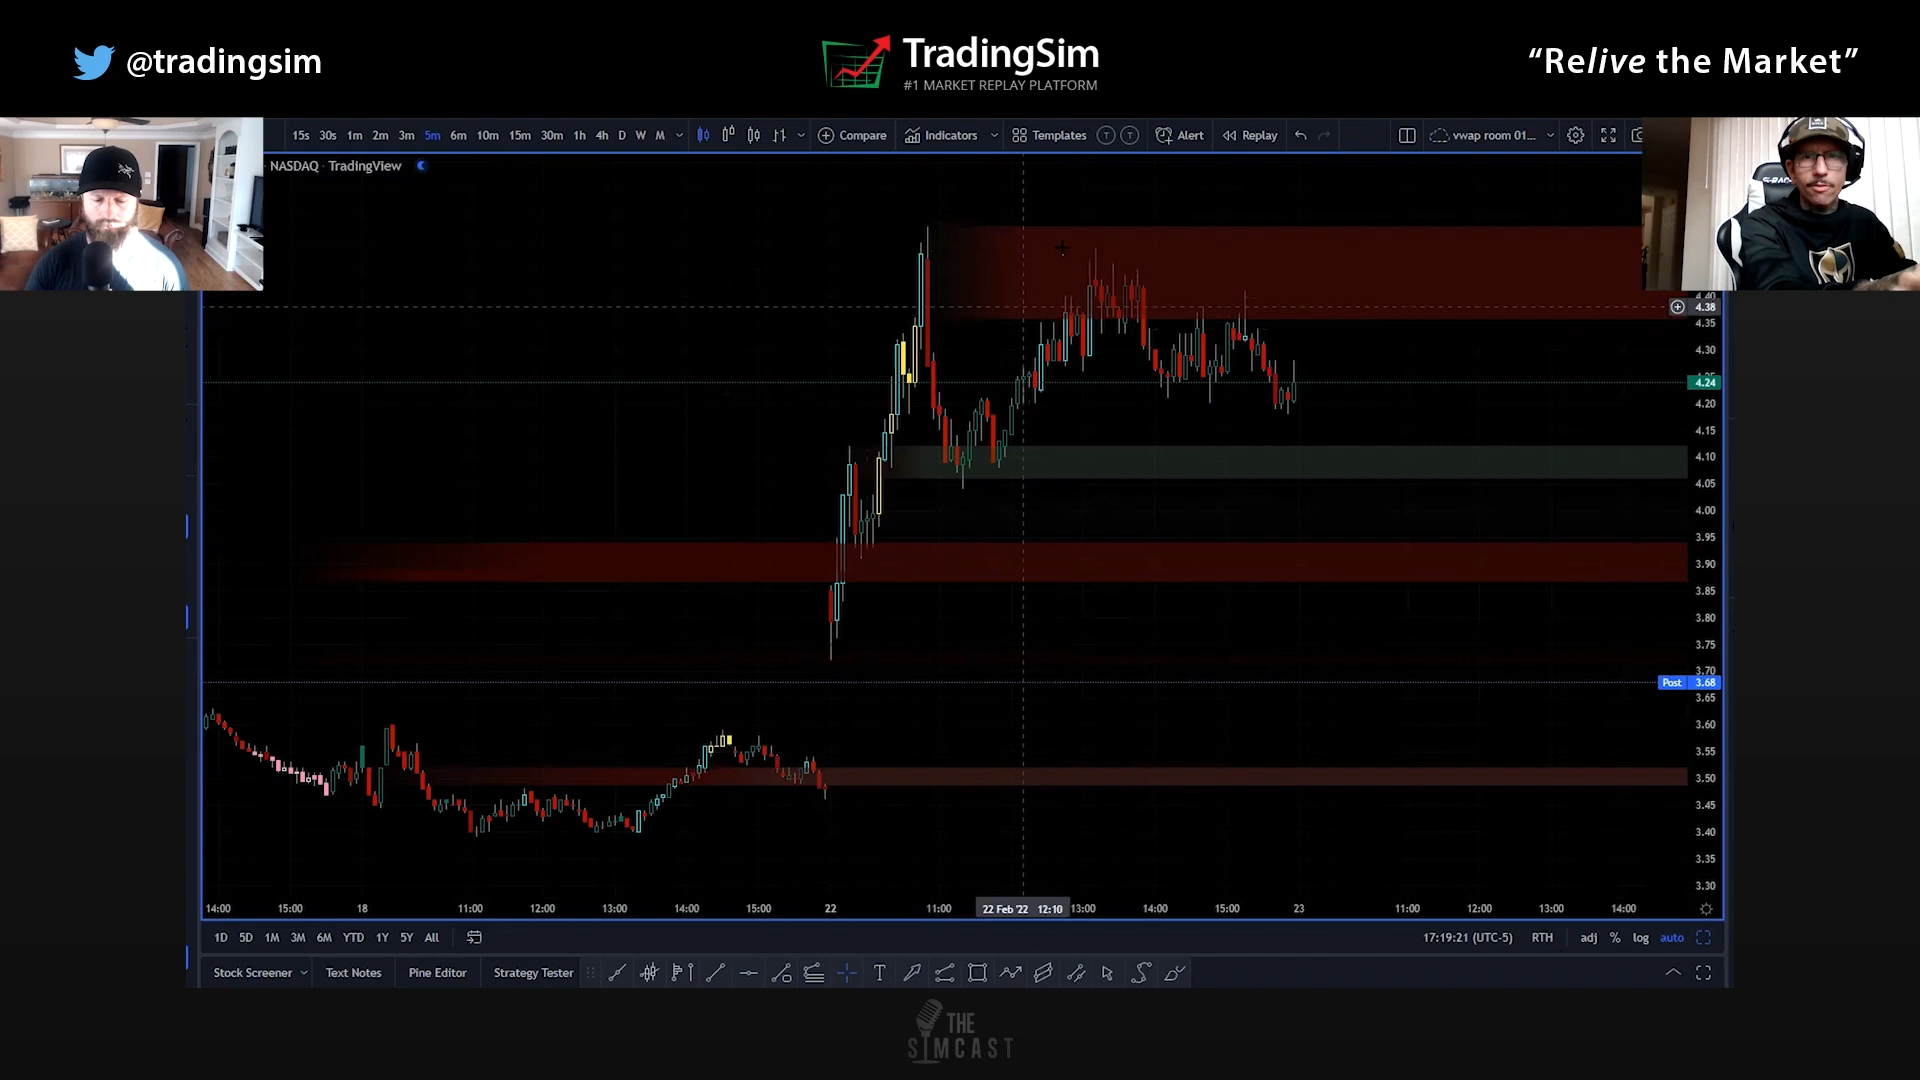 @tradingsim
TradingSim
#1 MARKET REPLAY PLATFORM
“Relive the Market”
15s 30s 1m 2m 3m 5m 6m 10m 15m 30m 1h 4h D W M
Compare
Indicators
Templates
T T
Alert
Replay
vwap room 01...
NASDAQ · TradingView
4.40
4.38
4.35
4.30
4.24
4.20
4.15
4.10
4.05
4.00
3.95
3.90
3.85
3.80
3.75
3.70
Post 3.68
3.65
3.60
3.55
3.50
3.45
3.40
3.35
3.30
14:00 15:00 18 11:00 12:00 13:00 14:00 15:00 22 11:00 22 Feb '22 12:10 13:00 14:00 15:00 23 11:00 12:00 13:00 14:00
1D 5D 1M 3M 6M YTD 1Y 5Y All
17:19:21 (UTC-5) RTH adj % log auto
Stock Screener Text Notes Pine Editor Strategy Tester
T
THE
SIMCAST